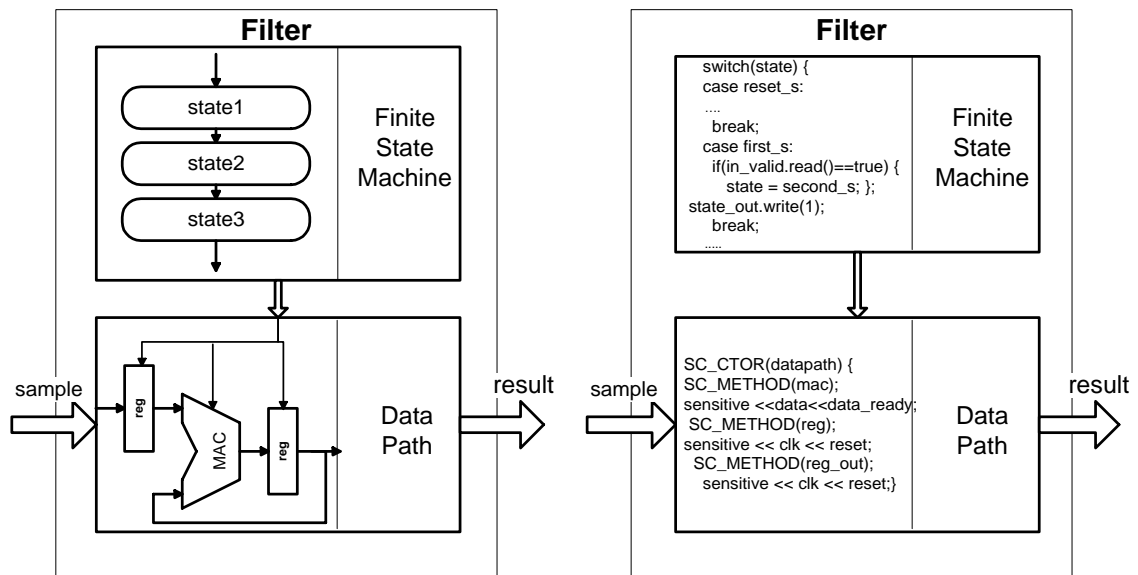 Filter
state1
state2
state3
Finite
State
Machine
sample
reg
MAC
reg
Data
Path
result
Filter
switch(state) {
case reset_s:
....
break;
case first_s:
if(in_valid.read()==true) {
state = second_s; };
state_out.write(1);
break;
.....
Finite
State
Machine
sample
SC_CTOR(datapath) {
SC_METHOD(mac);
sensitive <<data<<data_ready;
SC_METHOD(reg);
sensitive << clk << reset;
SC_METHOD(reg_out);
sensitive << clk << reset;}
Data
Path
result